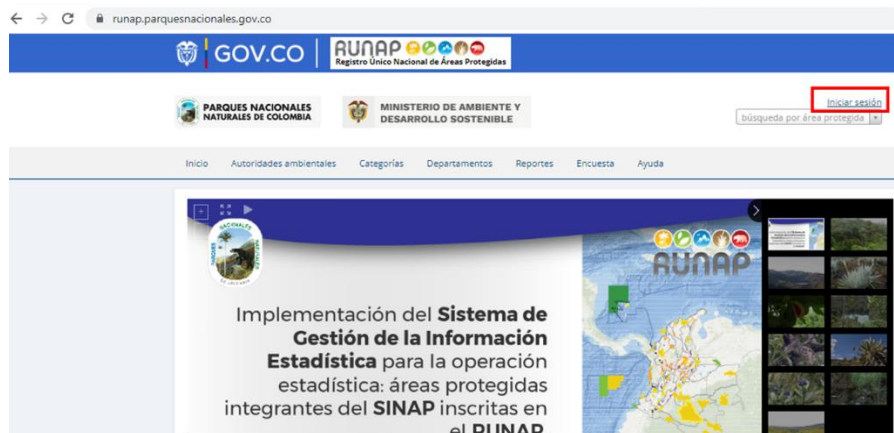 runap.parquesnacionales.gov.co
GOV.CO
RUNAP
Registro Único Nacional de Áreas Protegidas
PARQUES NACIONALES
NATURALES DE COLOMBIA
MINISTERIO DE AMBIENTE Y
DESARROLLO SOSTENIBLE
Iniciar sesión
búsqueda por área protegida
Inicio Autoridades ambientales Categorías Departamentos Reportes Encuesta Ayuda
RUNAP
Implementación del Sistema de
Gestión de la Información
Estadística para la operación
estadística: áreas protegidas
integrantes del SINAP inscritas en
el RUNAP